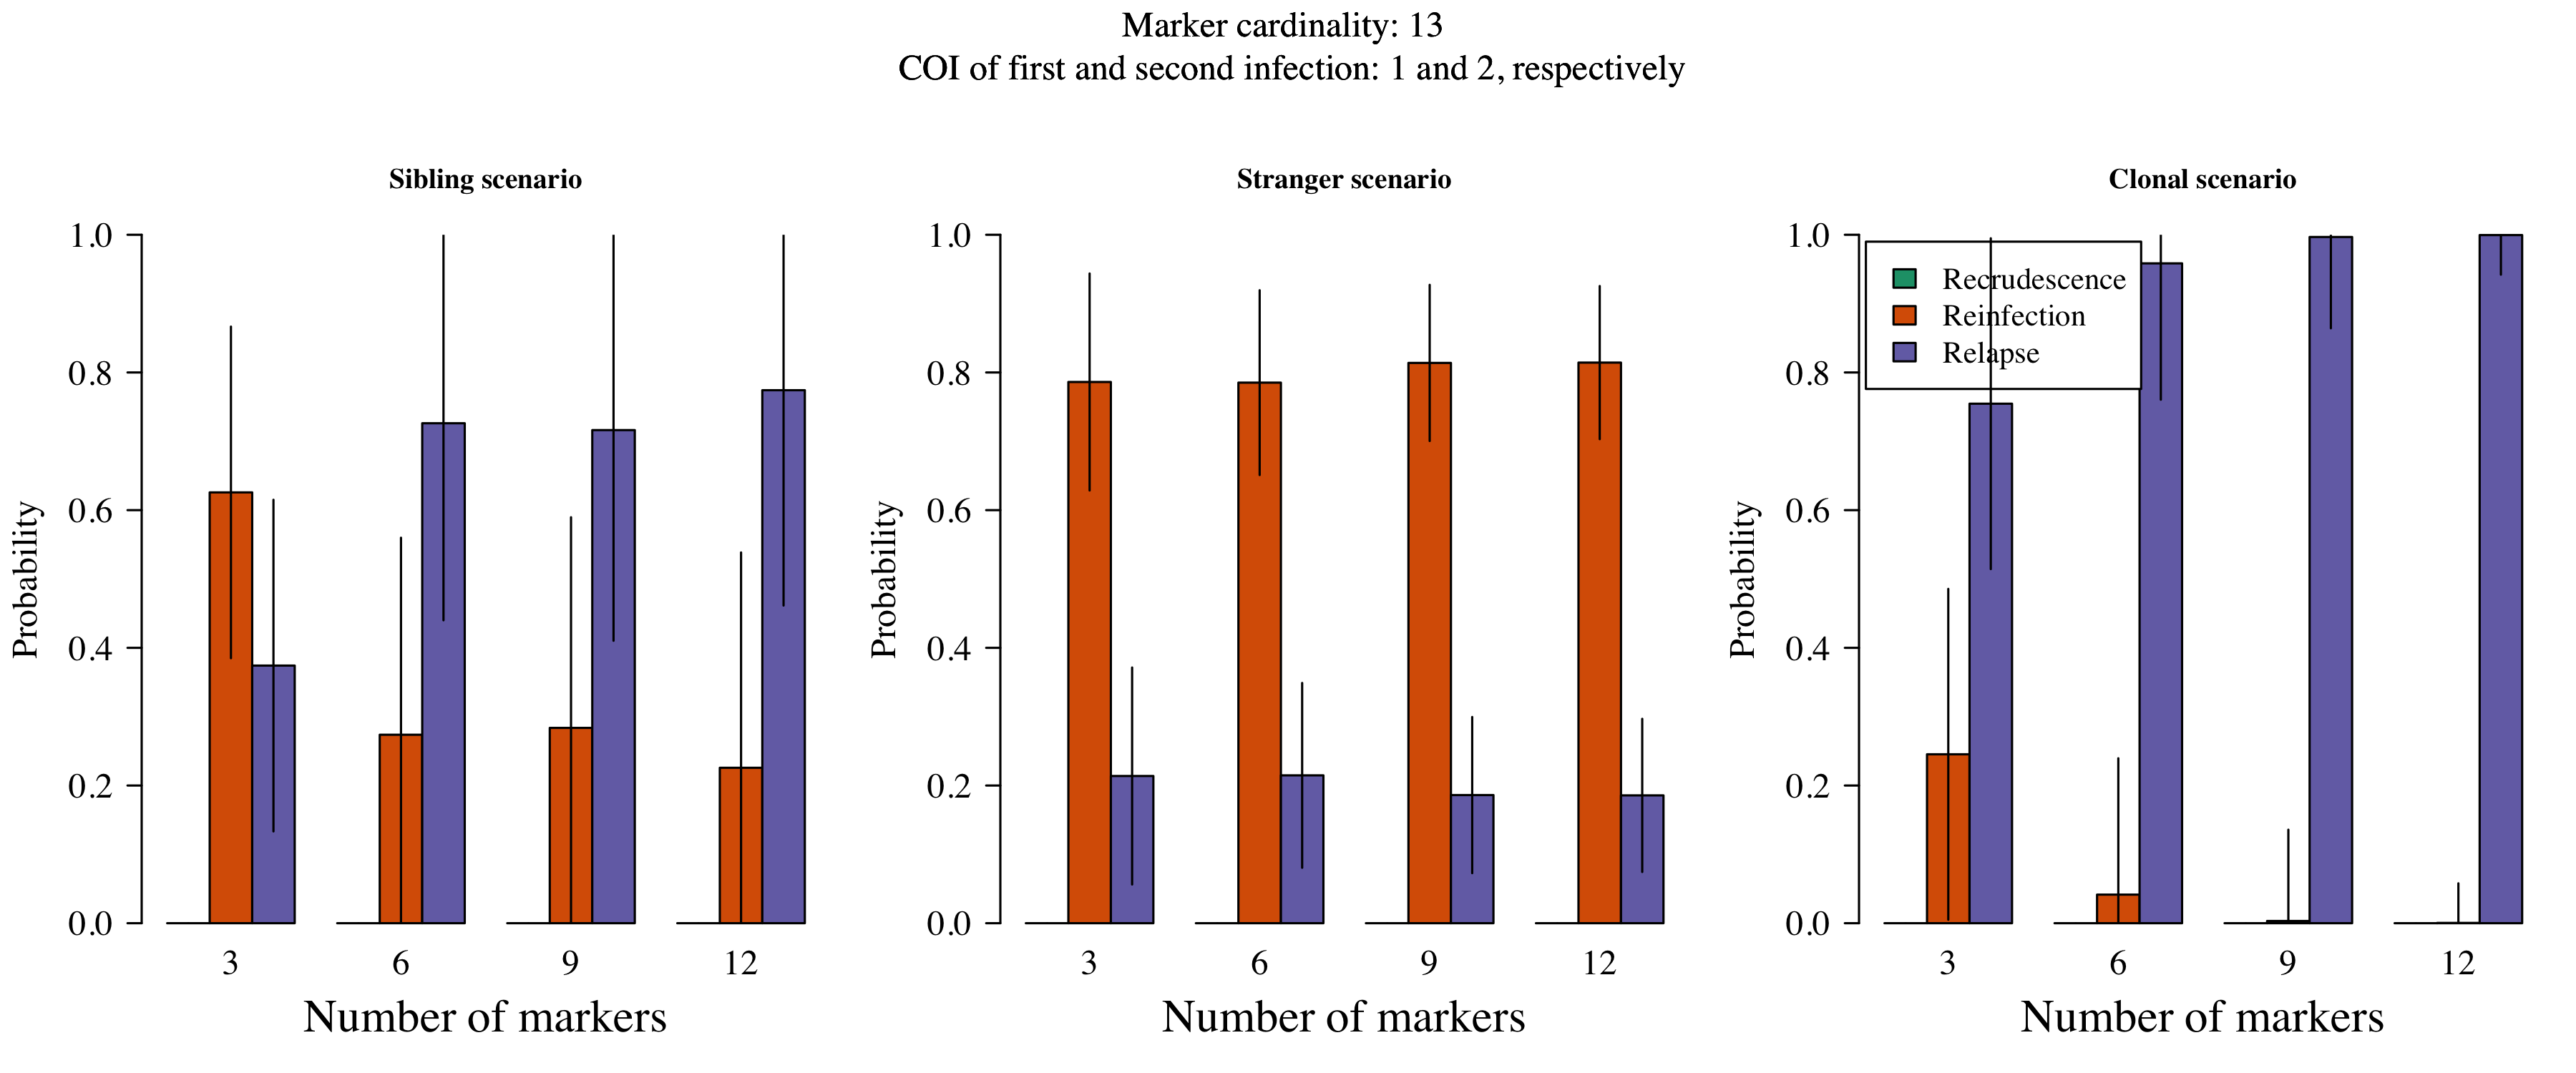 Marker cardinality: 13
COI of first and second infection: 1 and 2, respectively
Sibling scenario
Probability
1.0
0.8
0.6
0.4
0.2
0.0
3 6 9 12
Number of markers
Stranger scenario
Probability
1.0
0.8
0.6
0.4
0.2
0.0
3 6 9 12
Number of markers
Clonal scenario
Probability
1.0
0.8
0.6
0.4
0.2
0.0
Recrudescence
Reinfection
Relapse
3 6 9 12
Number of markers